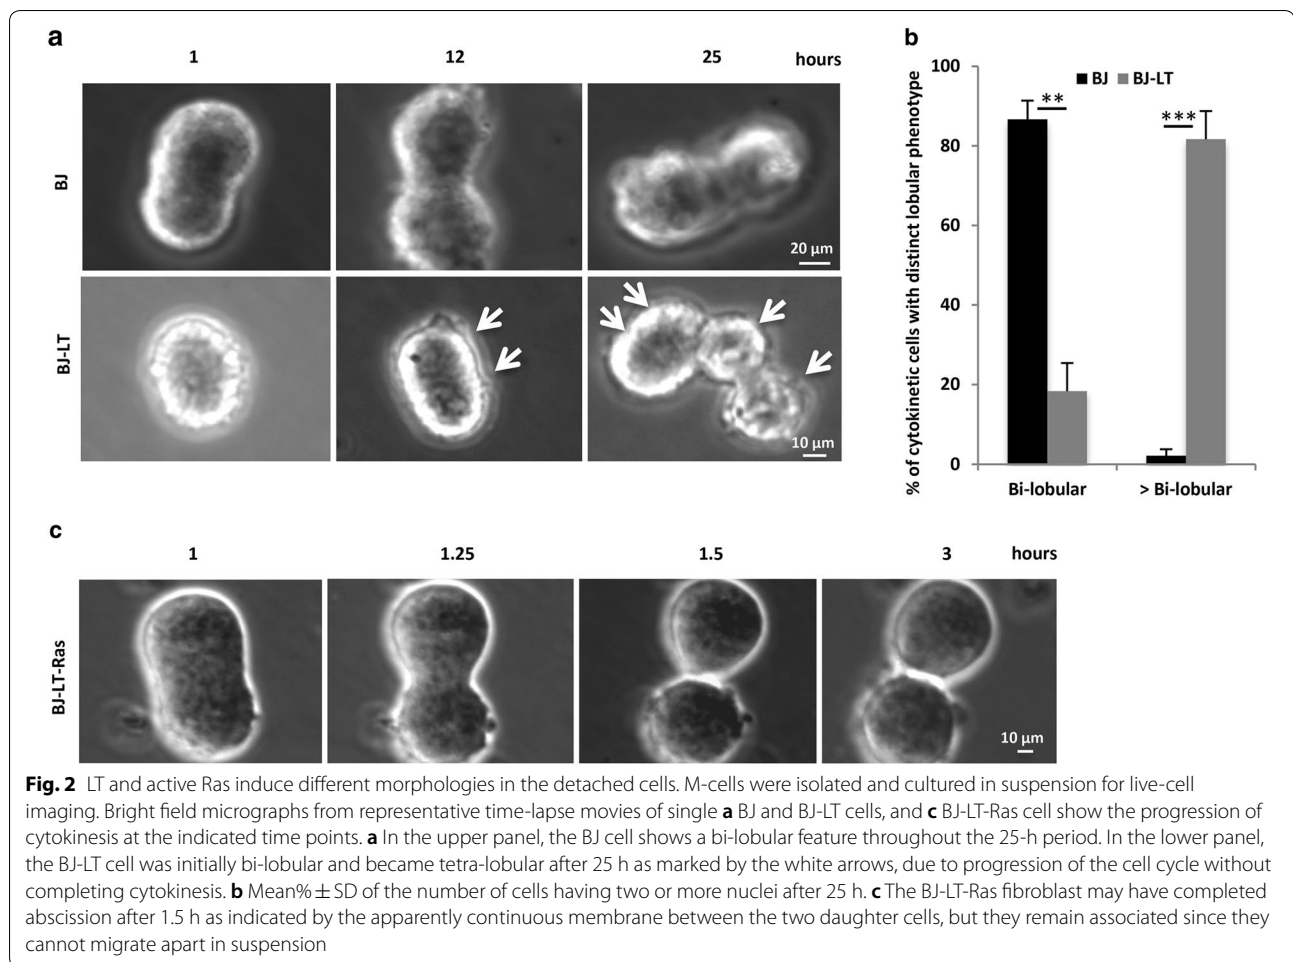 a
1 12 25 hours
BJ
20 µm
BJ-LT
10 µm
b
% of cytokinetic cells with distinct lobular phenotype
100
80
60
40
20
0
BJ BJ-LT
**
***
Bi-lobular > Bi-lobular
c
1 1.25 1.5 3 hours
BJ-LT-Ras
10 µm
Fig. 2 LT and active Ras induce different morphologies in the detached cells. M-cells were isolated and cultured in suspension for live-cell
imaging. Bright field micrographs from representative time-lapse movies of single a BJ and BJ-LT cells, and c BJ-LT-Ras cell show the progression of
cytokinesis at the indicated time points. a In the upper panel, the BJ cell shows a bi-lobular feature throughout the 25-h period. In the lower panel,
the BJ-LT cell was initially bi-lobular and became tetra-lobular after 25 h as marked by the white arrows, due to progression of the cell cycle without
completing cytokinesis. b Mean% ± SD of the number of cells having two or more nuclei after 25 h. c The BJ-LT-Ras fibroblast may have completed
abscission after 1.5 h as indicated by the apparently continuous membrane between the two daughter cells, but they remain associated since they
cannot migrate apart in suspension